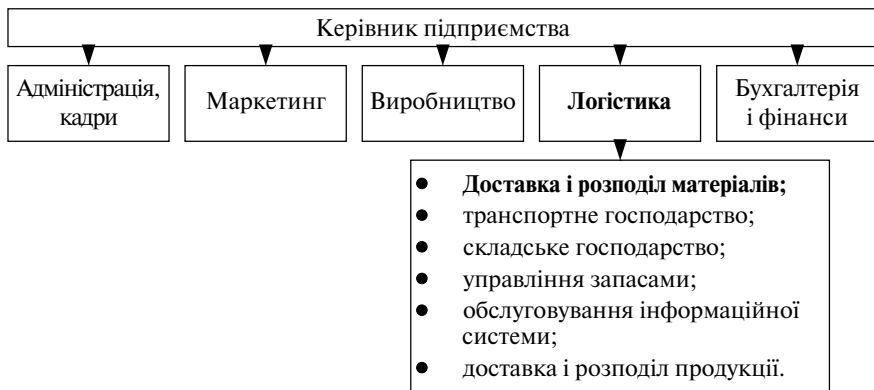 Керівник підприємства
Адміністрація,
кадри
Маркетинг
Виробництво
Логістика
Бухгалтерія
і фінанси
● Доставка і розподіл матеріалів;
● транспортне господарство;
● складське господарство;
● управління запасами;
● обслуговування інформаційної
системи;
● доставка і розподіл продукції.